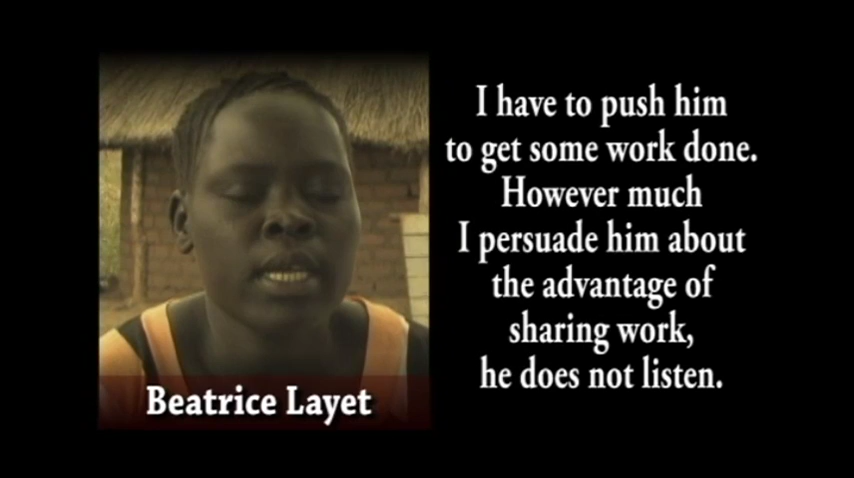 I have to push him
to get some work done.
However much
I persuade him about
the advantage of
sharing work,
he does not listen.
Beatrice Layet